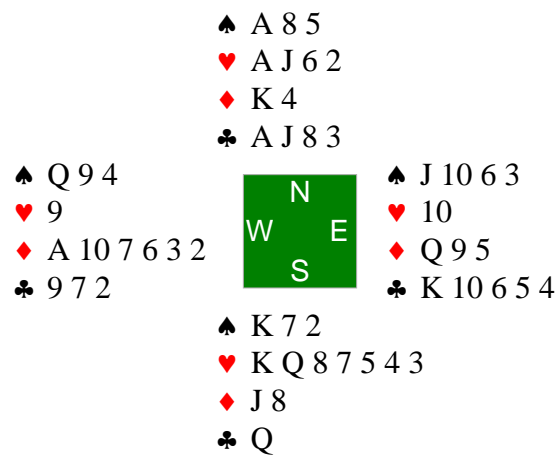 ♠ A 8 5
♥ A J 6 2
♦ K 4
♣ A J 8 3
♠ Q 9 4
♥ 9
♦ A 10 7 6 3 2
♣ 9 7 2
N
W E
S
♠ J 10 6 3
♥ 10
♦ Q 9 5
♣ K 10 6 5 4
♠ K 7 2
♥ K Q 8 7 5 4 3
♦ J 8
♣ Q